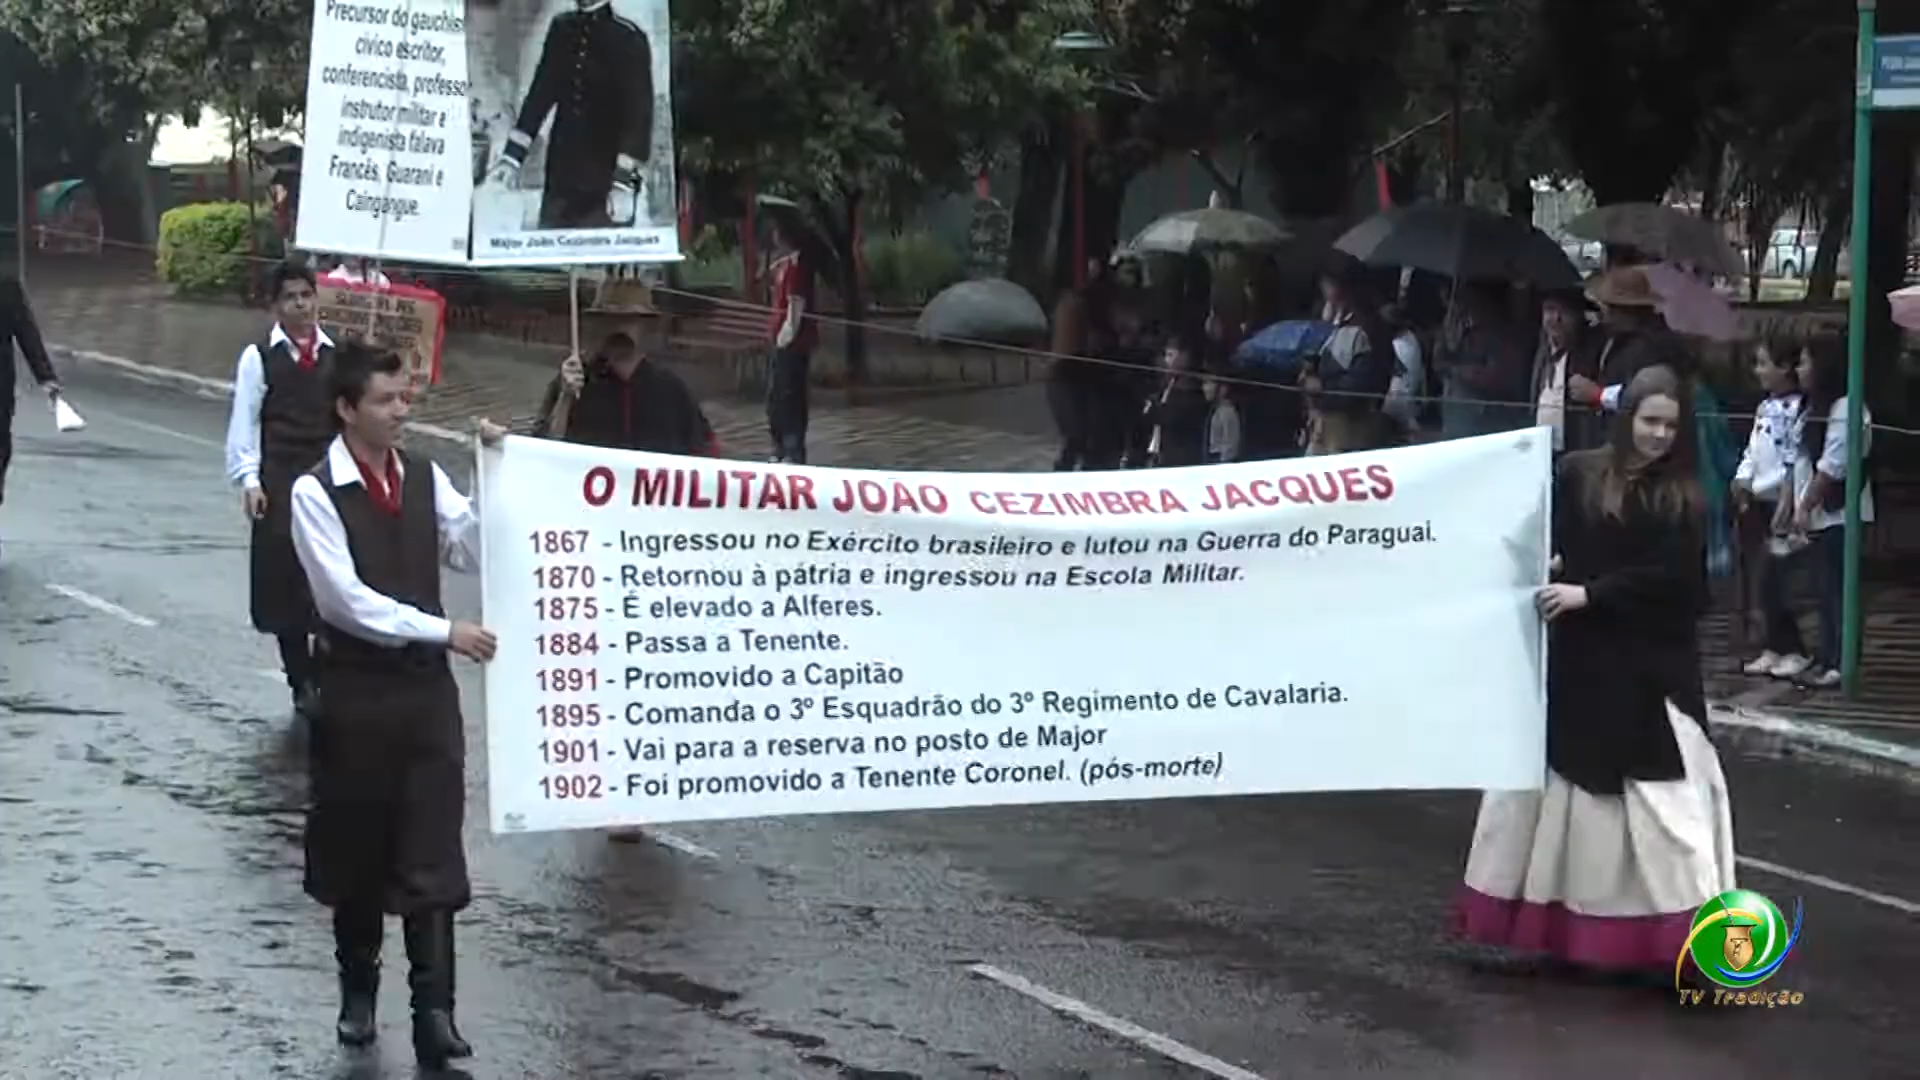 Precursor do gauchis
cívico escritor,
conferencista, professor
instrutor militar e
indigenista falava
Francês, Guarani e
Caingangue.
Major João Cezimbra Jacques
O MILITAR JOÃO CEZIMBRA JACQUES
1867 - Ingressou no Exército brasileiro e lutou na Guerra do Paraguai.
1870 - Retornou à pátria e ingressou na Escola Militar.
1875 - É elevado a Alferes.
1884 - Passa a Tenente.
1891 - Promovido a Capitão
1895 - Comanda o 3º Esquadrão do 3º Regimento de Cavalaria.
1901 - Vai para a reserva no posto de Major
1902 - Foi promovido a Tenente Coronel. (pós-morte)
TV Tradição